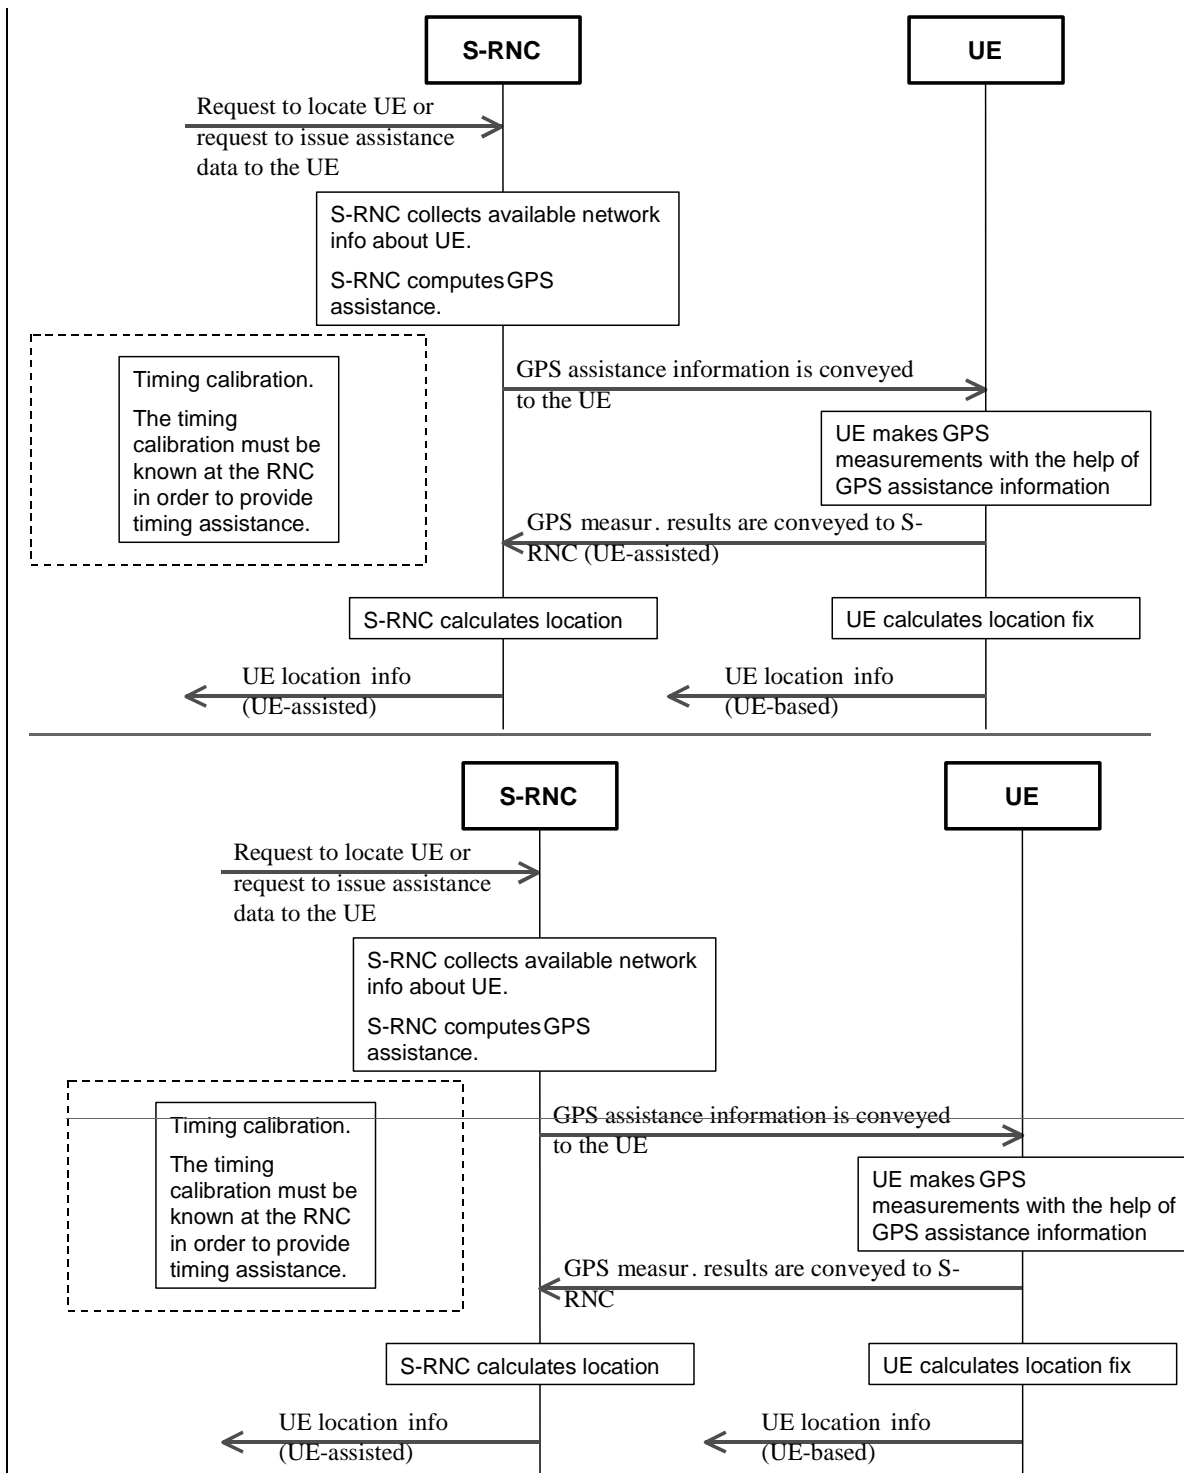 S-RNC
UE
Request to locate UE or
request to issue assistance
data to the UE
S-RNC collects available network
info about UE.
S-RNC computes GPS
assistance.
Timing calibration.
The timing
calibration must be
known at the RNC
in order to provide
timing assistance.
GPS assistance information is conveyed
to the UE
UE makes GPS
measurements with the help of
GPS assistance information
GPS measur. results are conveyed to S-
RNC (UE-assisted)
S-RNC calculates location
UE calculates location fix
UE location info
(UE-assisted)
UE location info
(UE-based)
S-RNC
UE
Request to locate UE or
request to issue assistance
data to the UE
S-RNC collects available network
info about UE.
S-RNC computes GPS
assistance.
Timing calibration.
The timing
calibration must be
known at the RNC
in order to provide
timing assistance.
GPS assistance information is conveyed
to the UE
UE makes GPS
measurements with the help of
GPS assistance information
GPS measur. results are conveyed to S-
RNC
S-RNC calculates location
UE calculates location fix
UE location info
(UE-assisted)
UE location info
(UE-based)